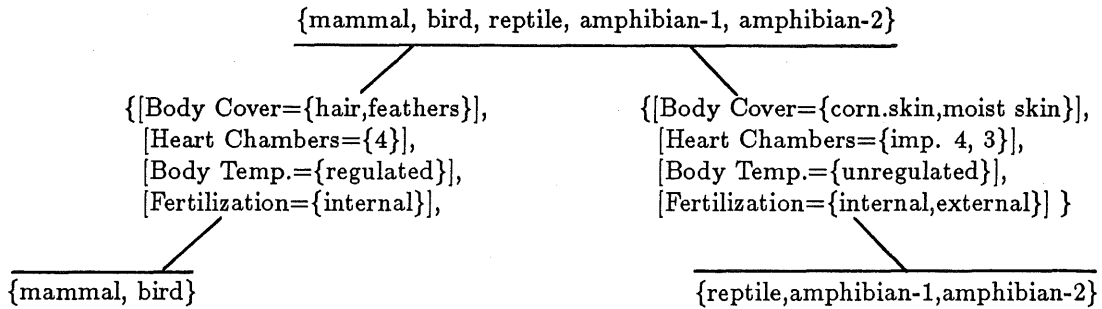 {mammal, bird, reptile, amphibian-1, amphibian-2}
{[Body Cover={hair,feathers}],
[Heart Chambers={4}],
[Body Temp.={regulated}],
[Fertilization={internal}],
{[Body Cover={corn.skin,moist skin}],
[Heart Chambers={imp. 4, 3}],
[Body Temp.={unregulated}],
[Fertilization={internal,external}] }
{mammal, bird}
{reptile,amphibian-1,amphibian-2}